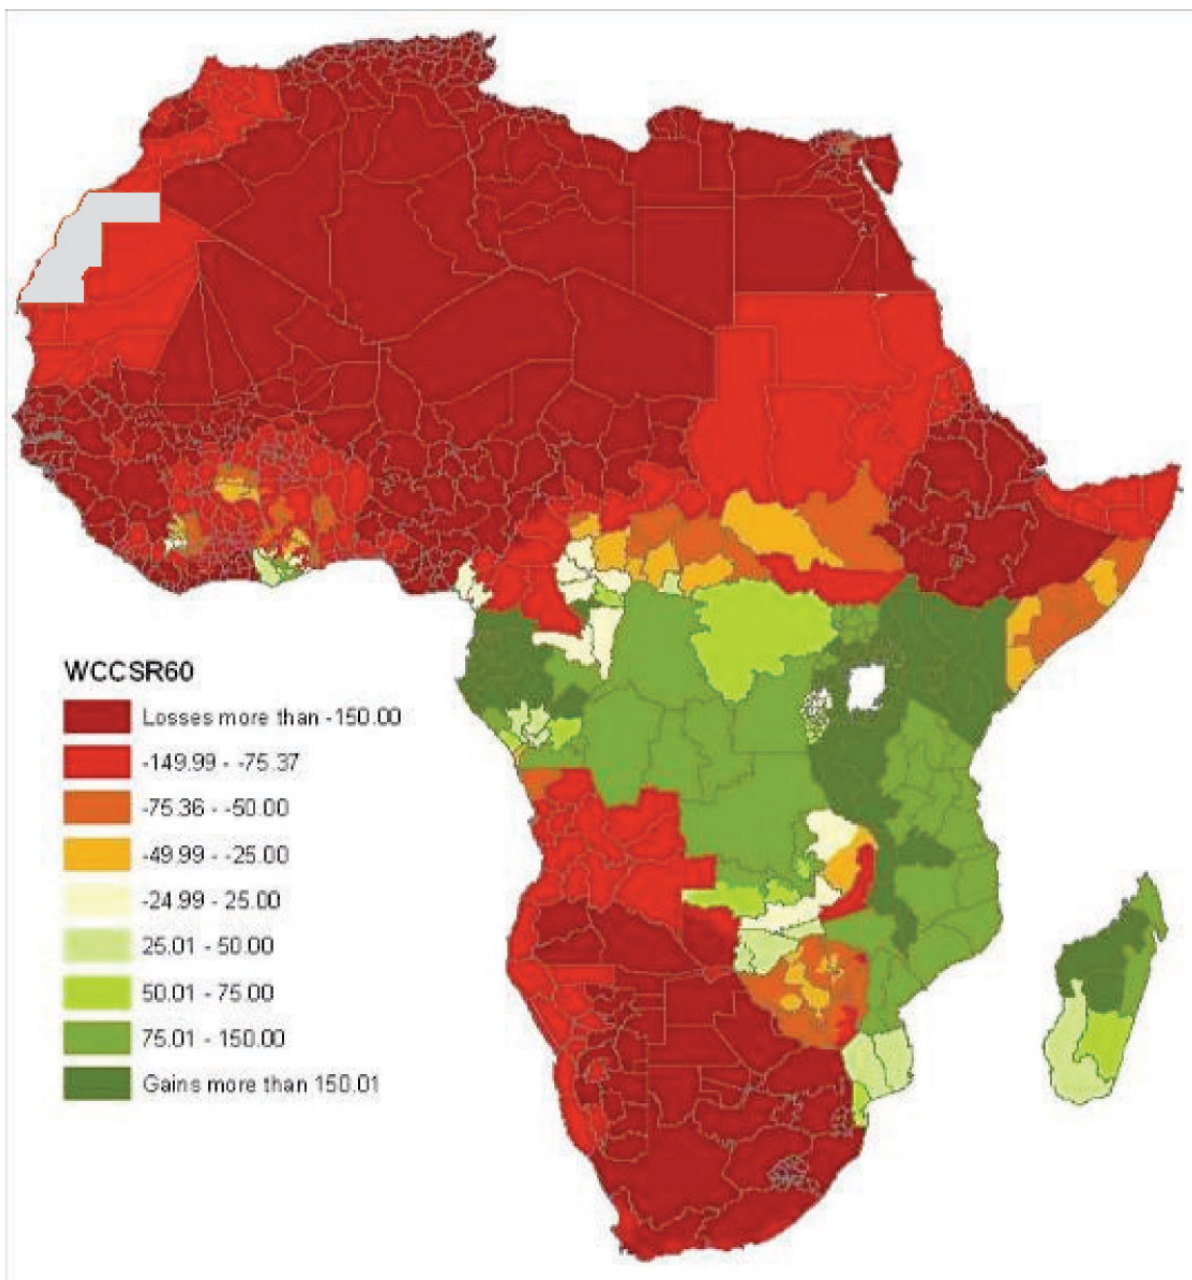 WCCSR60
Losses more than -150.00
-149.99 - -75.37
-75.36 - -50.00
-49.99 - -25.00
-24.99 - 25.00
25.01 - 50.00
50.01 - 75.00
75.01 - 150.00
Gains more than 150.01